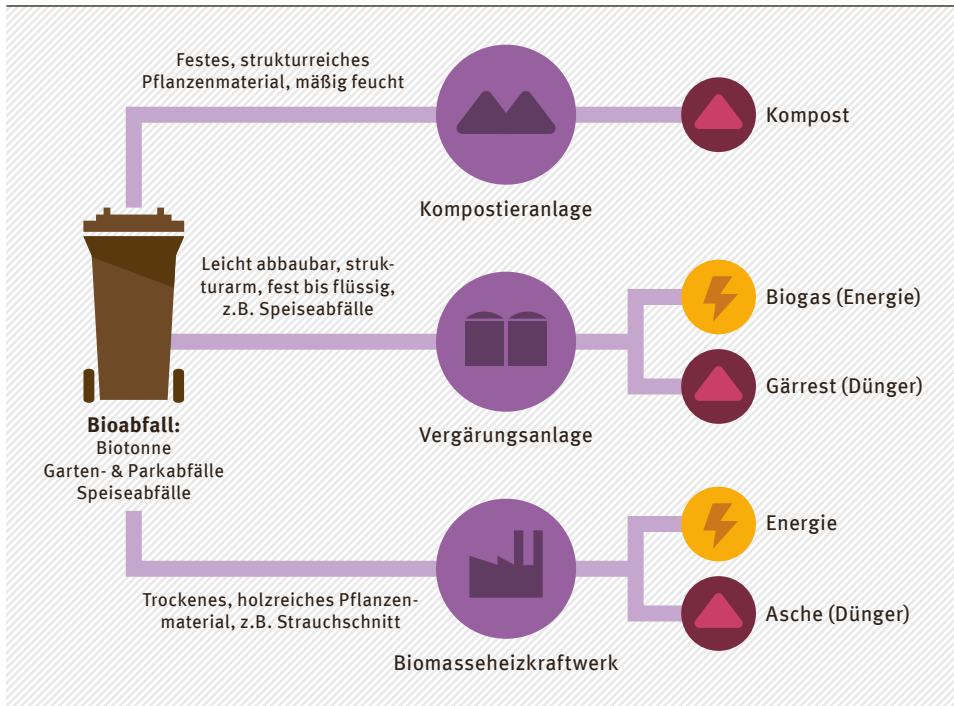 Festes, strukturreiches
Pflanzenmaterial, mäßig feucht
Kompost
Kompostieranlage
Leicht abbaubar, struk-
turarm, fest bis flüssig,
z.B. Speiseabfälle
Biogas (Energie)
Gärrest (Dünger)
Vergärungsanlage
Bioabfall:
Biotonne
Garten- & Parkabfälle
Speiseabfälle
Energie
Trockenes, holzreiches Pflanzen-
material, z.B. Strauchschnitt
Asche (Dünger)
Biomasseheizkraftwerk